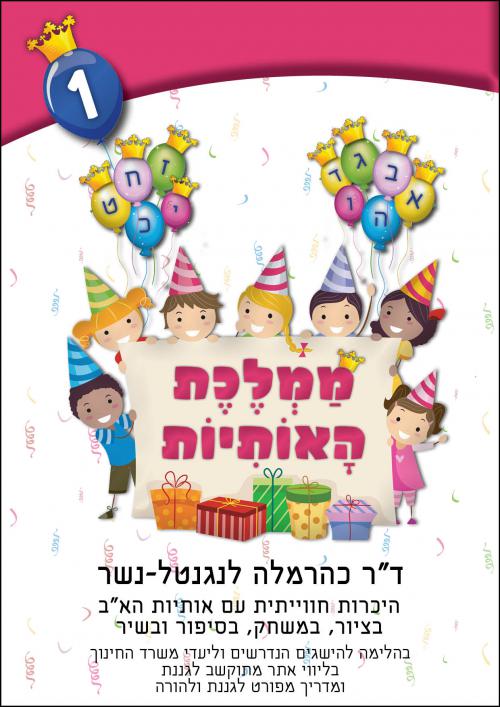 1
א ב ג ד
ה ו
ז ח ט
י כ
מַמְלֶכֶת
הָאוֹתִיּוֹת
ד"ר כהרמלה לנגנטל-נשר
היכרות חווייתית עם אותיות הא"ב
בציור, במשחק, בסיפור ובשיר
בהלימה להישגים הנדרשים וליעדי משרד החינוך
בליווי אתר מתוקשב לגננת
ומדריך מפורט לגננת ולהורה